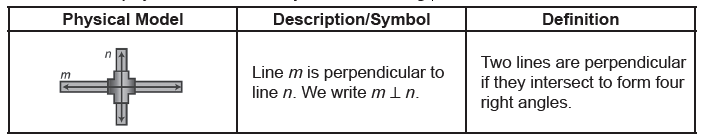 Physical Model
Description/Symbol
Definition
n
m
Line m is perpendicular to
line n. We write m ⊥ n.
Two lines are perpendicular
if they intersect to form four
right angles.